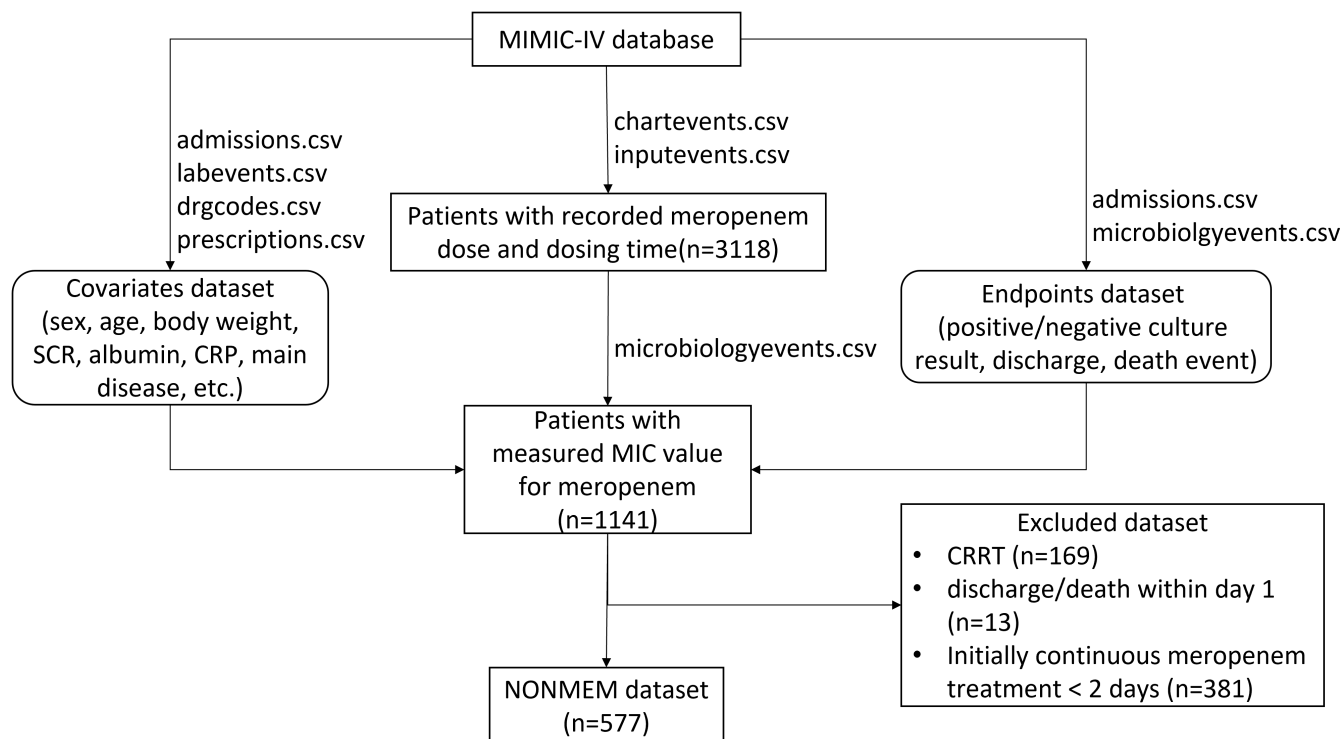 MIMIC-IV database
admissions.csv
labevents.csv
drgcodes.csv
prescriptions.csv
chartevents.csv
inputevents.csv
admissions.csv
microbiolgyevents.csv
Patients with recorded meropenem
dose and dosing time(n=3118)
Covariates dataset
(sex, age, body weight,
SCR, albumin, CRP, main
disease, etc.)
microbiologyevents.csv
Endpoints dataset
(positive/negative culture
result, discharge, death event)
Patients with
measured MIC value
for meropenem
(n=1141)
Excluded dataset
• CRRT (n=169)
• discharge/death within day 1
(n=13)
• Initially continuous meropenem
treatment < 2 days (n=381)
NONMEM dataset
(n=577)